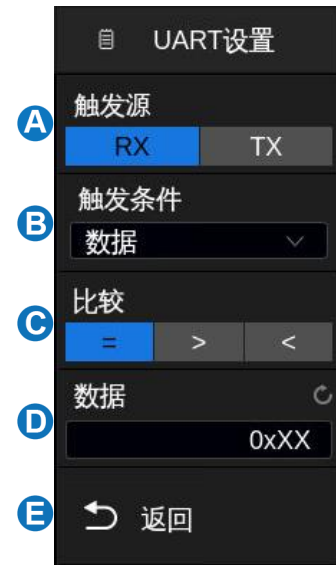 UART设置
A 触发源
RX TX
B 触发条件
数据
C 比较
= > <
D 数据
0xXX
E 返回